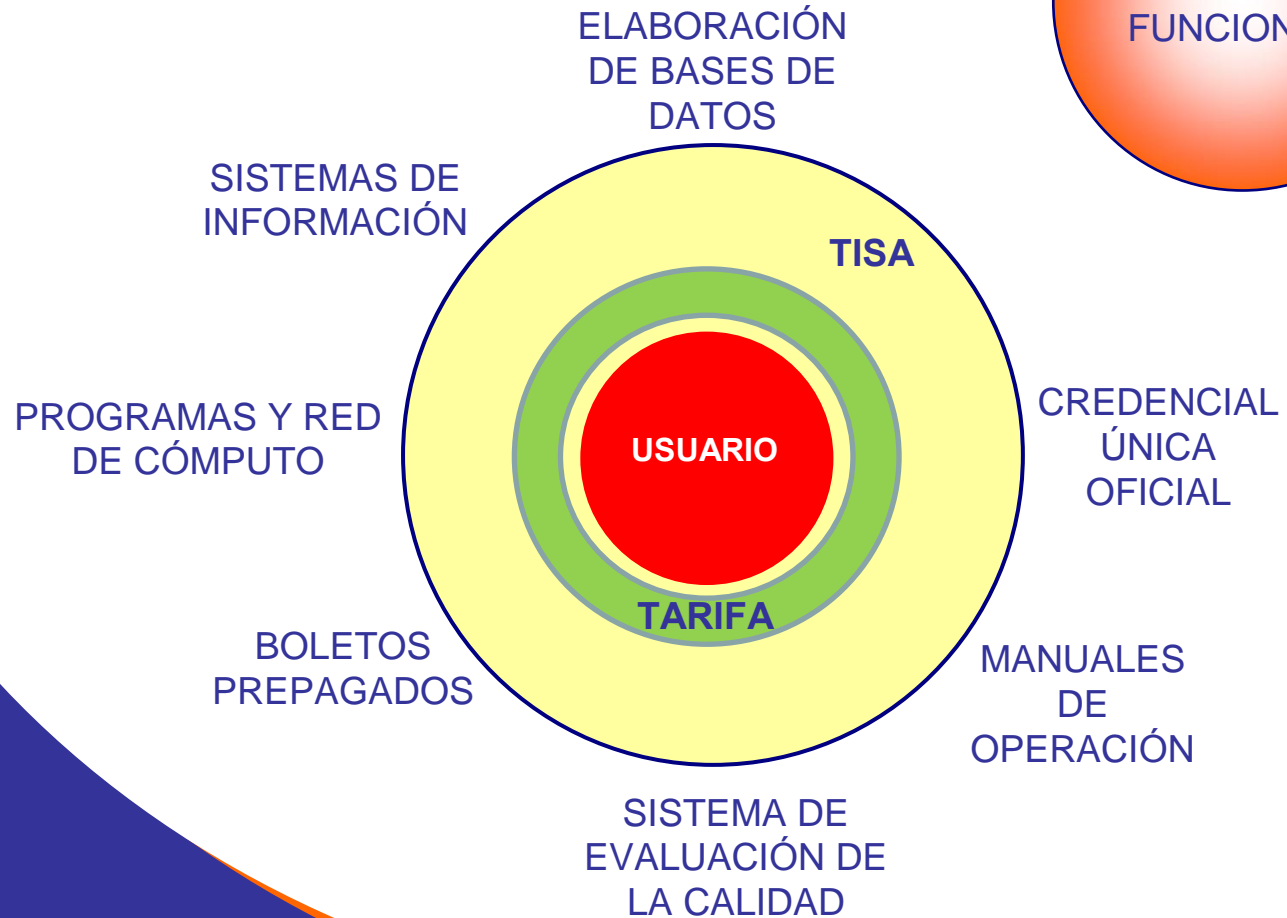 ELABORACIÓN
DE BASES DE
DATOS
FUNCION
SISTEMAS DE
INFORMACIÓN
TISA
PROGRAMAS Y RED
DE CÓMPUTO
USUARIO
CREDENCIAL
ÚNICA
OFICIAL
TARIFA
BOLETOS
PREPAGADOS
MANUALES
DE
OPERACIÓN
SISTEMA DE
EVALUACIÓN DE
LA CALIDAD